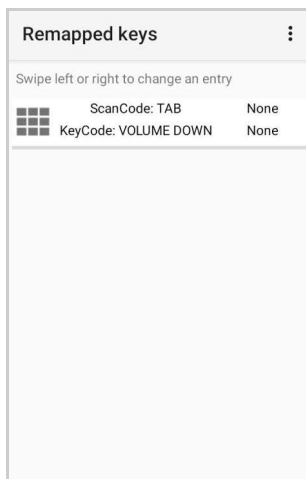 Remapped keys
Swipe left or right to change an entry
ScanCode: TAB None
KeyCode: VOLUME DOWN None